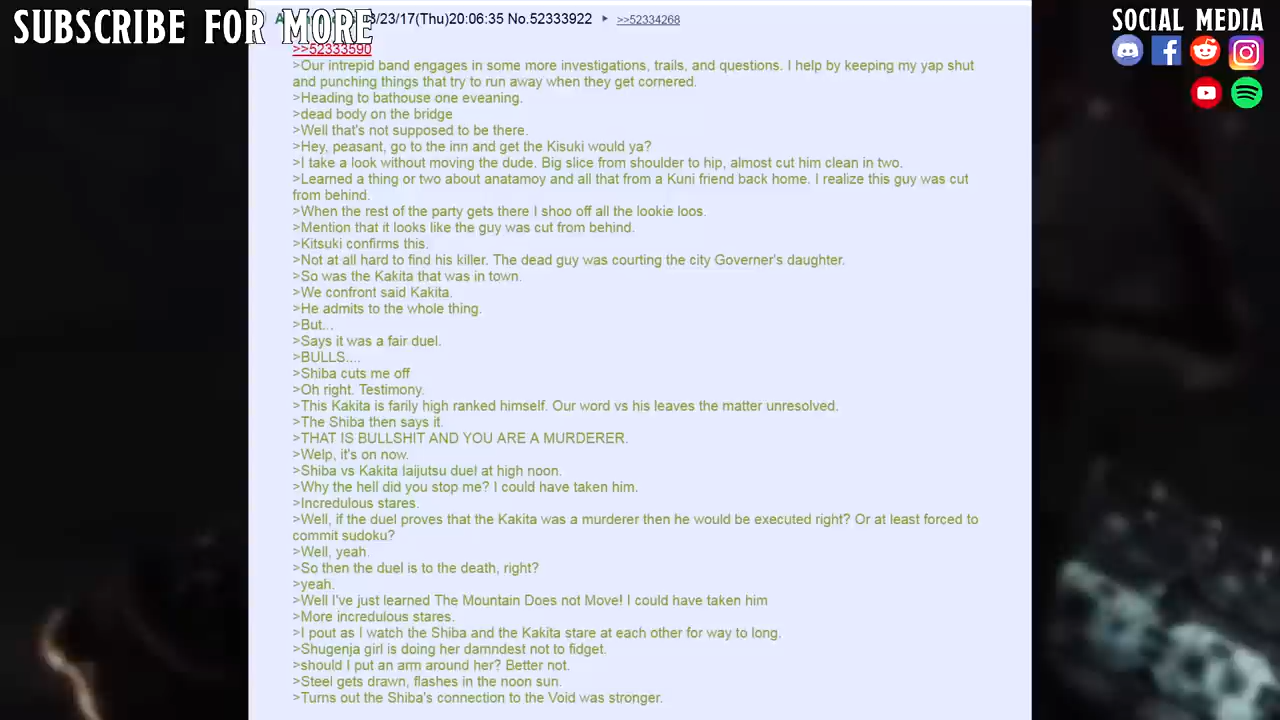 SUBSCRIBE FOR MORE
3/23/17(Thu)20:06:35 No.52333922 ▸ >>52334268
SOCIAL MEDIA
>>52333590
>Our intrepid band engages in some more investigations, trails, and questions. I help by keeping my yap shut
and punching things that try to run away when they get cornered.
>Heading to bathouse one eveaning.
>dead body on the bridge
>Well that's not supposed to be there.
>Hey, peasant, go to the inn and get the Kisuki would ya?
>I take a look without moving the dude. Big slice from shoulder to hip, almost cut him clean in two.
>Learned a thing or two about anatamoy and all that from a Kuni friend back home. I realize this guy was cut
from behind.
>When the rest of the party gets there I shoo off all the lookie loos.
>Mention that it looks like the guy was cut from behind.
>Kitsuki confirms this.
>Not at all hard to find his killer. The dead guy was courting the city Governer's daughter.
>So was the Kakita that was in town.
>We confront said Kakita.
>He admits to the whole thing.
>But...
>Says it was a fair duel.
>BULLS....
>Shiba cuts me off
>Oh right. Testimony.
>This Kakita is farily high ranked himself. Our word vs his leaves the matter unresolved.
>The Shiba then says it.
>THAT IS BULLSHIT AND YOU ARE A MURDERER.
>Welp, it's on now.
>Shiba vs Kakita Iaijutsu duel at high noon.
>Why the hell did you stop me? I could have taken him.
>Incredulous stares.
>Well, if the duel proves that the Kakita was a murderer then he would be executed right? Or at least forced to
commit sudoku?
>Well, yeah.
>So then the duel is to the death, right?
>yeah.
>Well I've just learned The Mountain Does not Move! I could have taken him
>More incredulous stares.
>I pout as I watch the Shiba and the Kakita stare at each other for way to long.
>Shugenja girl is doing her damndest not to fidget.
>should I put an arm around her? Better not.
>Steel gets drawn, flashes in the noon sun.
>Turns out the Shiba's connection to the Void was stronger.